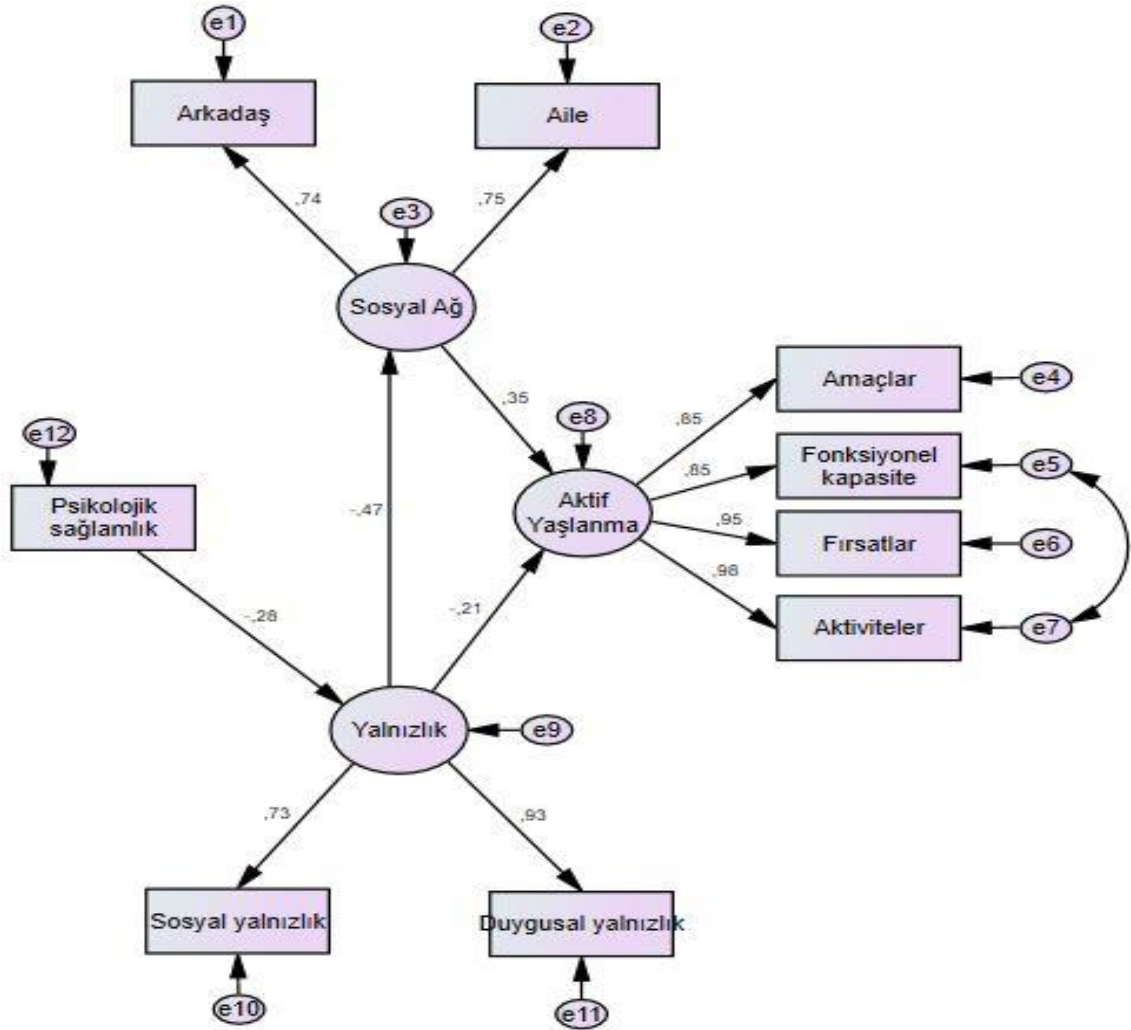 e1
e2
Arkadaş
Aile
,74
,75
e3
Sosyal Ağ
Amaçlar
e4
,35
,85
e8
e12
Fonksiyonel
kapasite
e5
,85
Psikolojik
sağlamlık
-,47
Aktif
Yaşlanma
,95
Fırsatlar
e6
,98
-,28
-,21
Aktiviteler
e7
Yalnızlık
e9
,73
,93
Sosyal yalnızlık
Duygusal yalnızlık
e10
e11